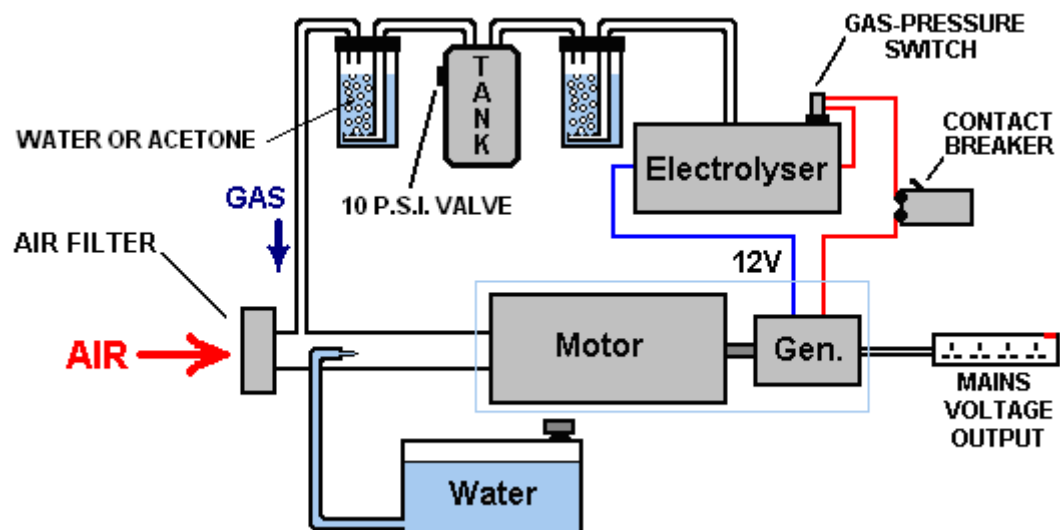 GAS-PRESSURE
SWITCH
TANK
WATER OR ACETONE
CONTACT
BREAKER
Electrolyser
GAS
10 P.S.I. VALVE
AIR FILTER
12V
AIR
Motor
Gen.
MAINS
VOLTAGE
OUTPUT
Water